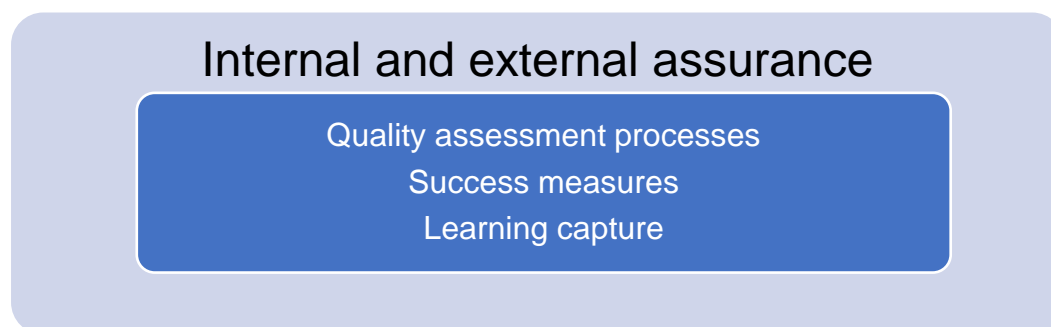 Internal and external assurance
Quality assessment processes
Success measures
Learning capture